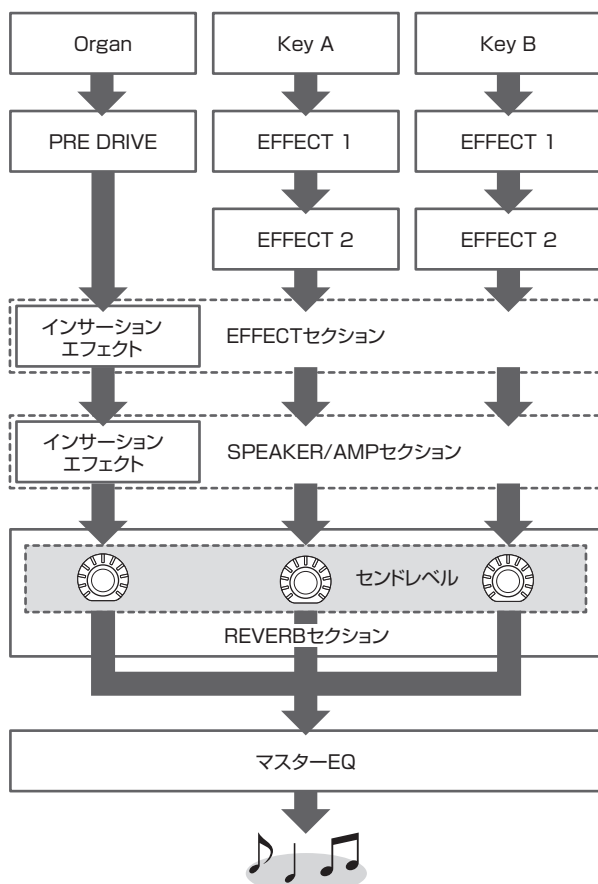 Organ
Key A
Key B
PRE DRIVE
EFFECT 1
EFFECT 1
EFFECT 2
EFFECT 2
インサーション
エフェクト
EFFECTセクション
インサーション
エフェクト
SPEAKER/AMPセクション
センドレベル
REVERBセクション
マスターEQ